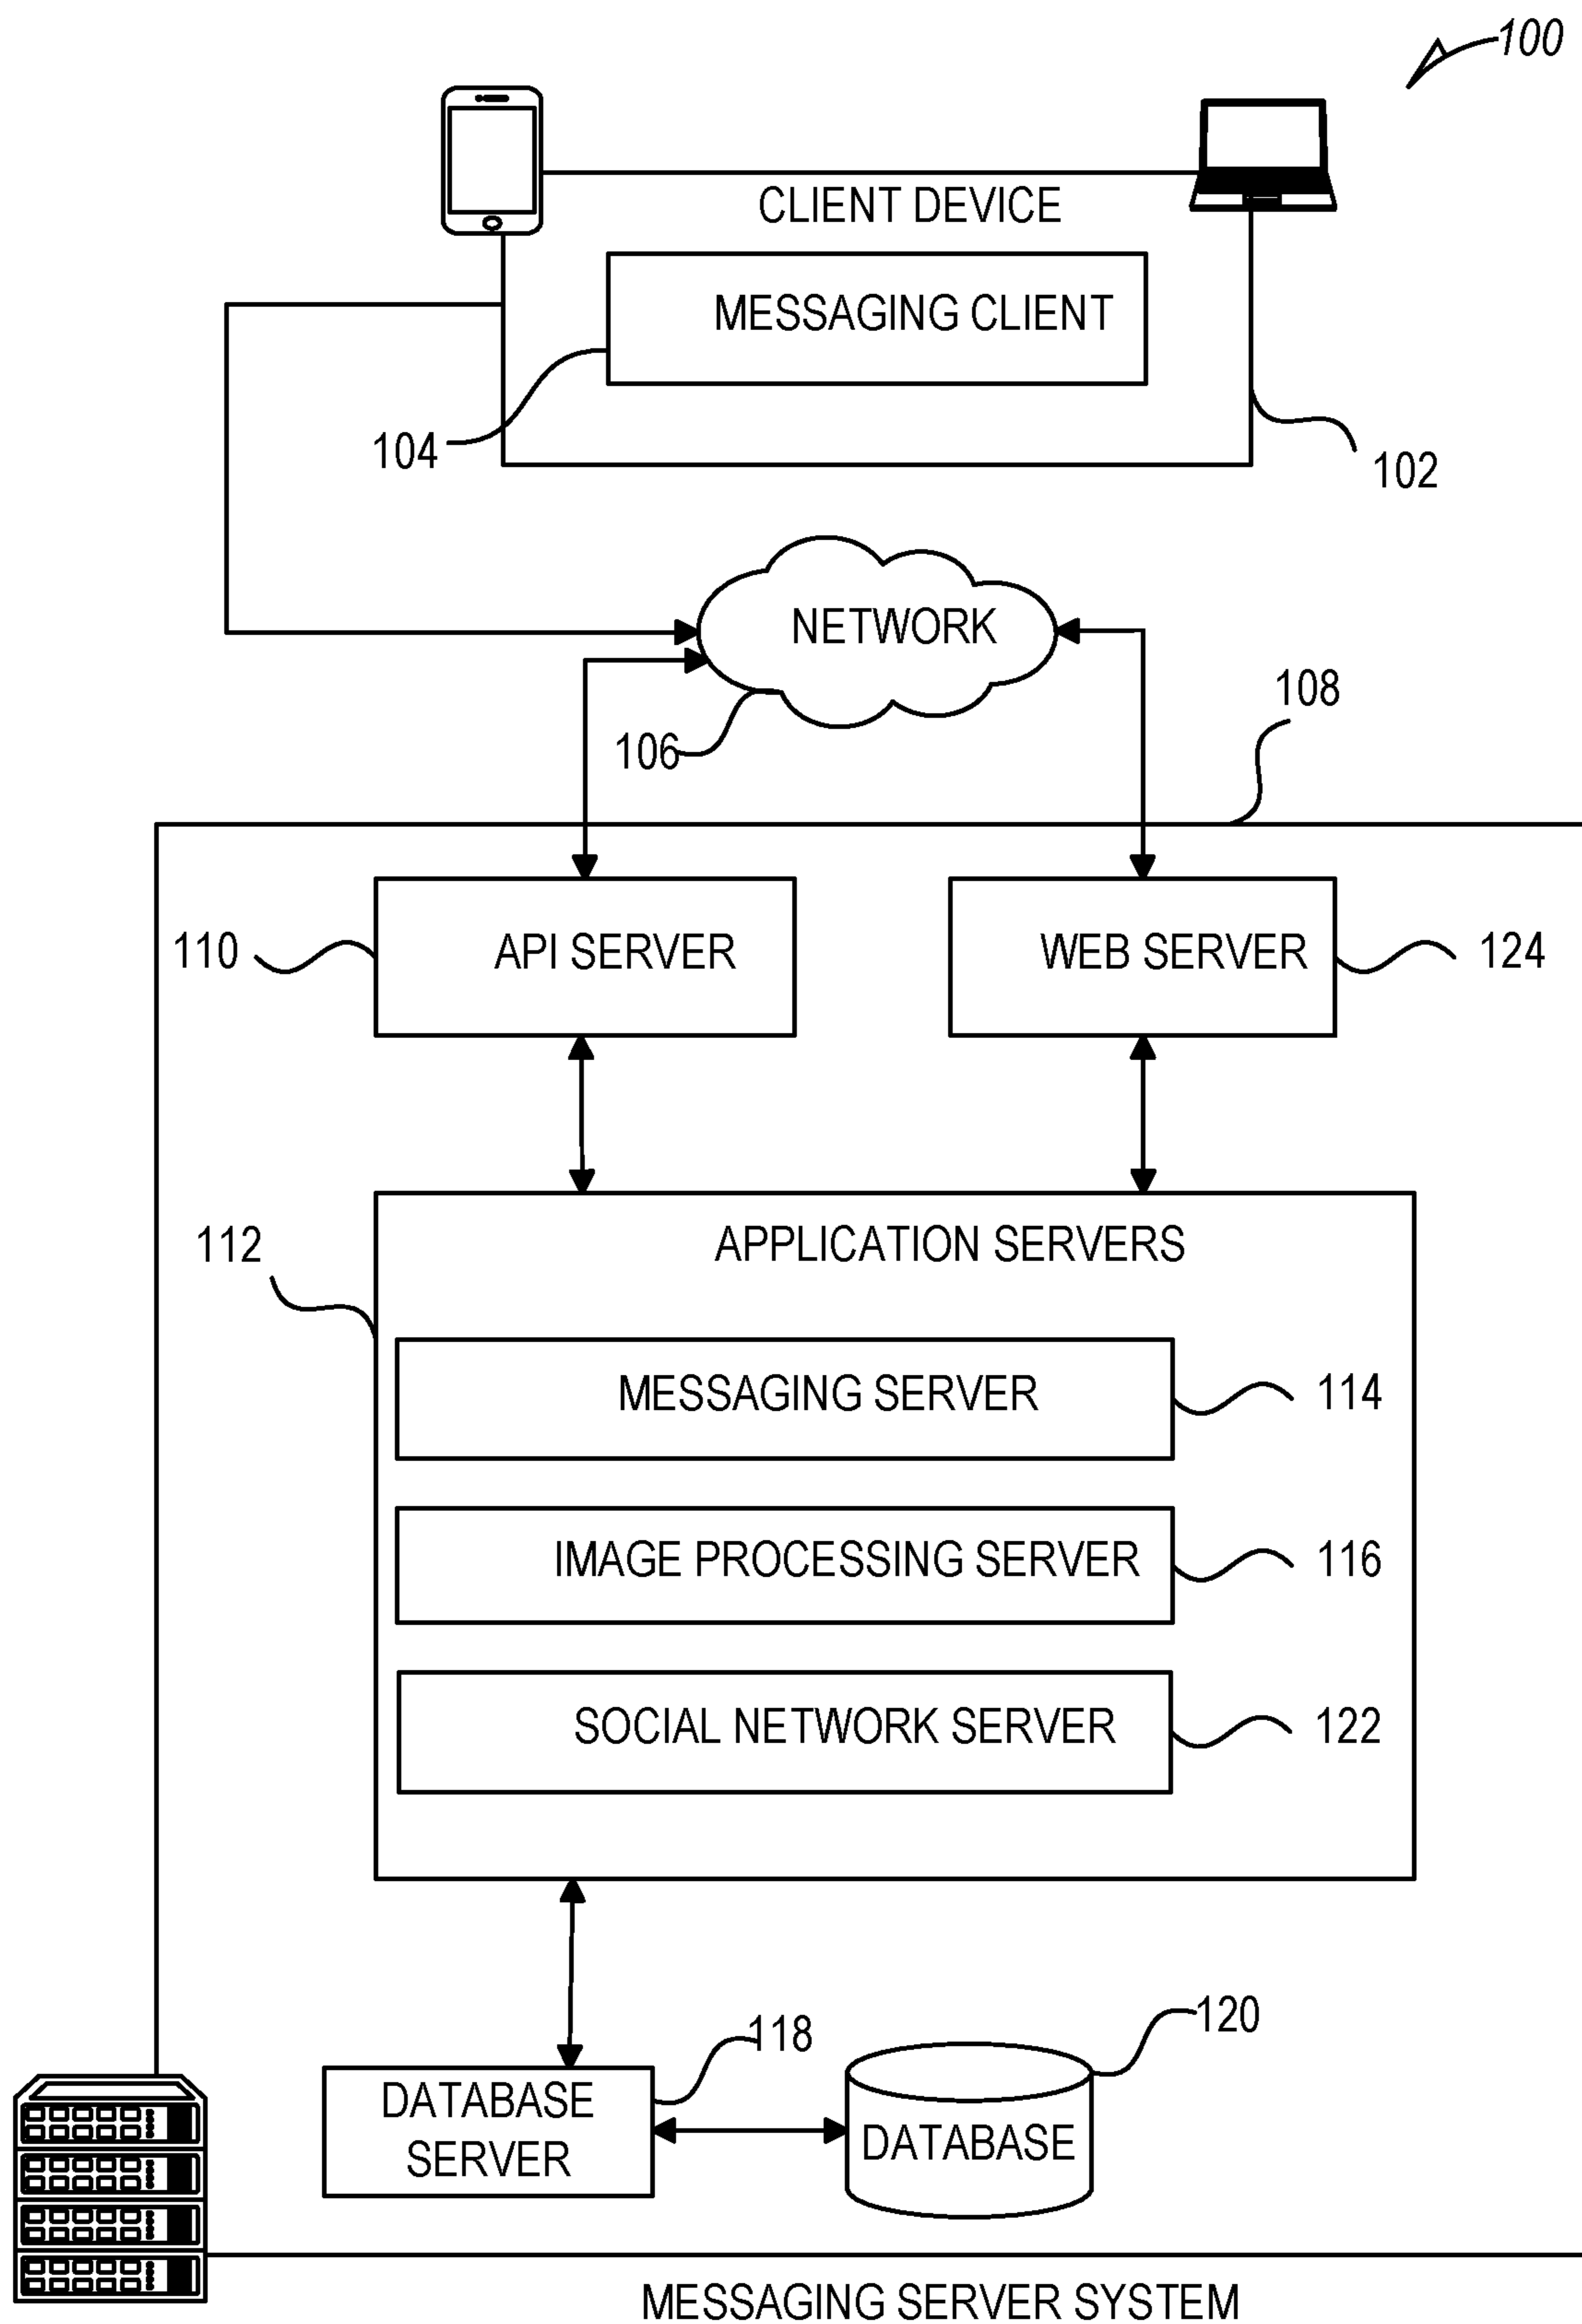 100
CLIENT DEVICE
MESSAGING CLIENT
104
102
NETWORK
106
108
110
API SERVER
WEB SERVER
124
112
APPLICATION SERVERS
MESSAGING SERVER
114
IMAGE PROCESSING SERVER
116
SOCIAL NETWORK SERVER
122
118
120
DATABASE
SERVER
DATABASE
MESSAGING SERVER SYSTEM